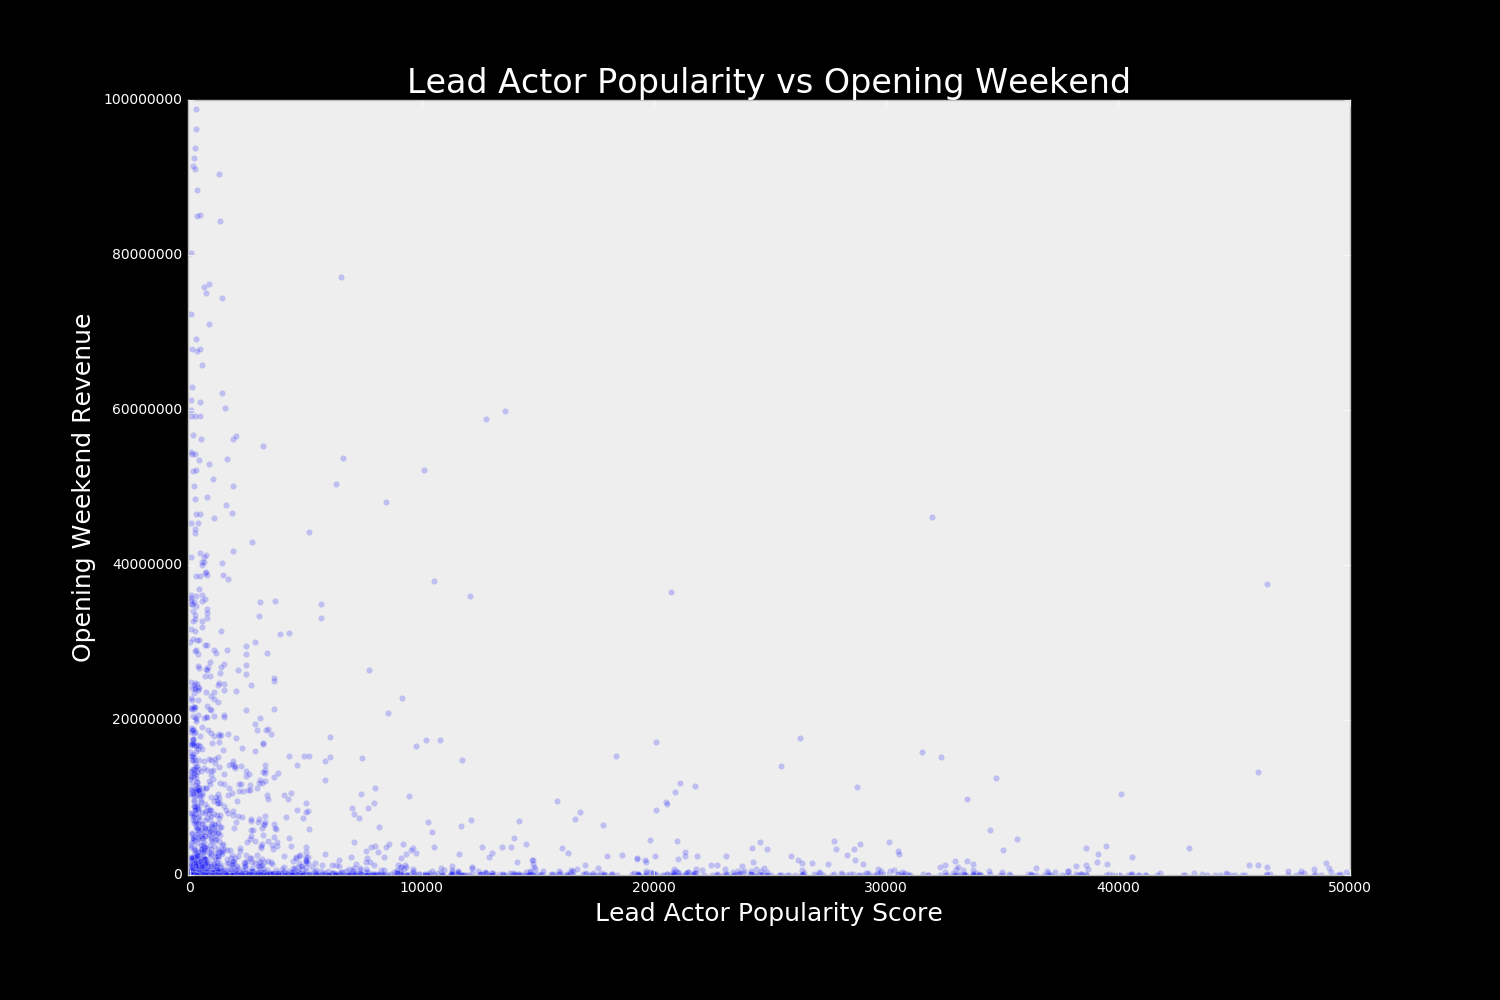 Lead Actor Popularity vs Opening Weekend
100000000
80000000
60000000
40000000
20000000
0
Opening Weekend Revenue
0 10000 20000 30000 40000 50000
Lead Actor Popularity Score